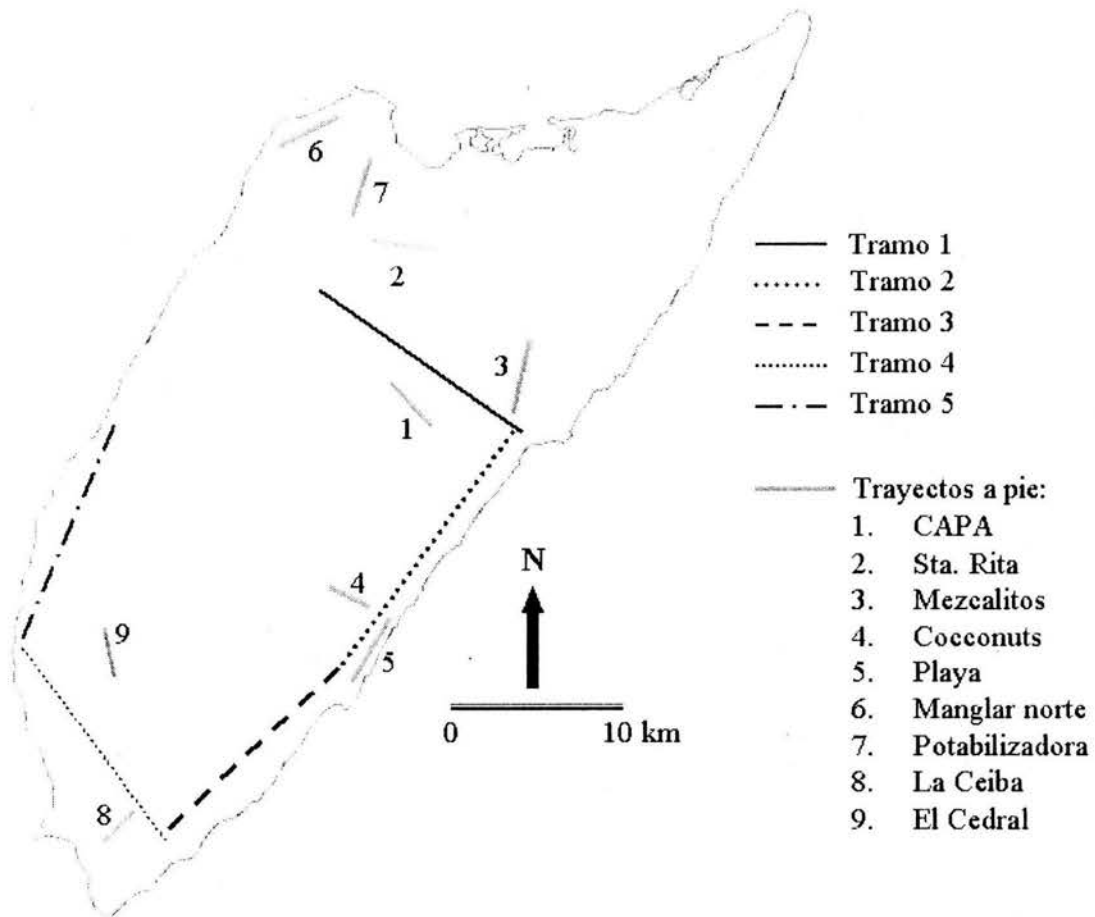 6
7
2
3
1
4
5
9
8
N
0 10 km
Tramo 1
Tramo 2
Tramo 3
Tramo 4
Tramo 5
Trayectos a pie:
1. CAPA
2. Sta. Rita
3. Mezcalitos
4. Cocconuts
5. Playa
6. Manglar norte
7. Potabilizadora
8. La Ceiba
9. El Cedral